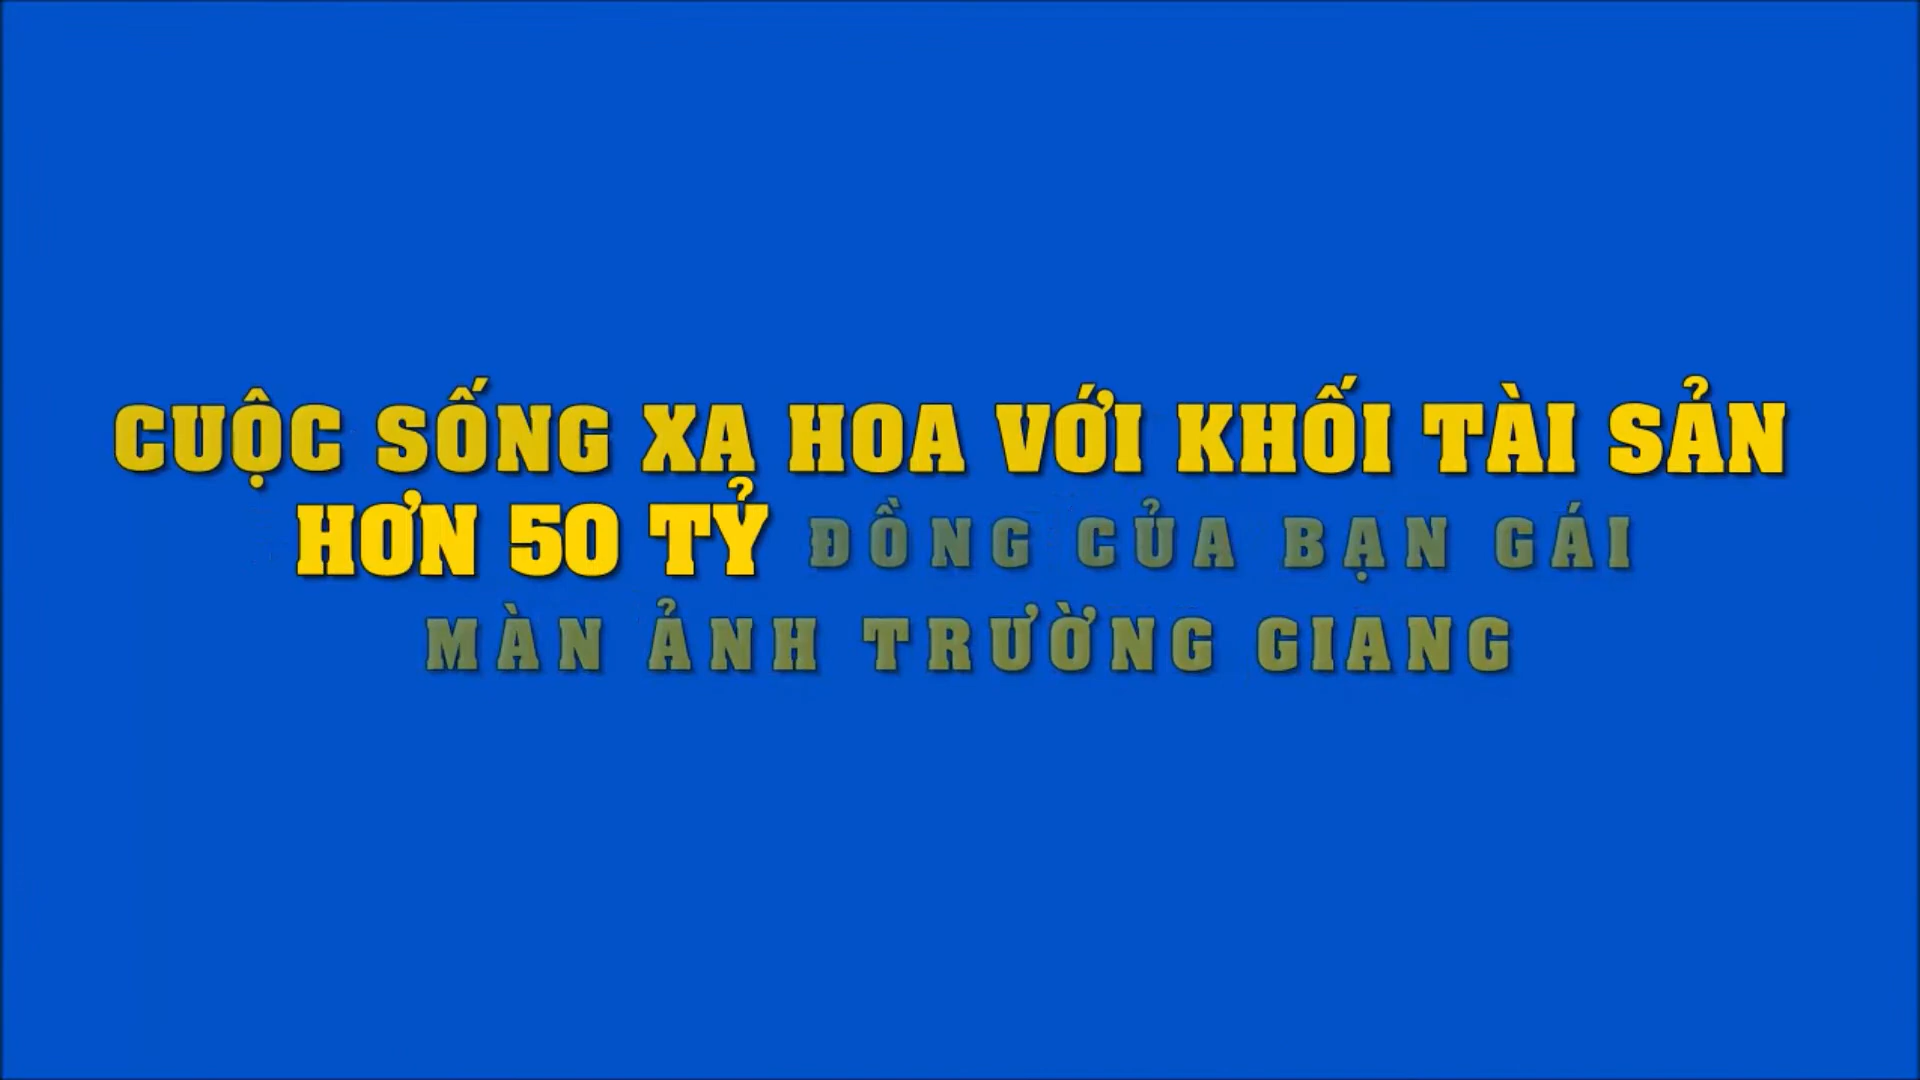 CUỘC SỐNG XA HOA VỚI KHỐI TÀI SẢN
HƠN 50 TỶ ĐỒNG CỦA BẠN GÁI
MÀN ẢNH TRƯỜNG GIANG